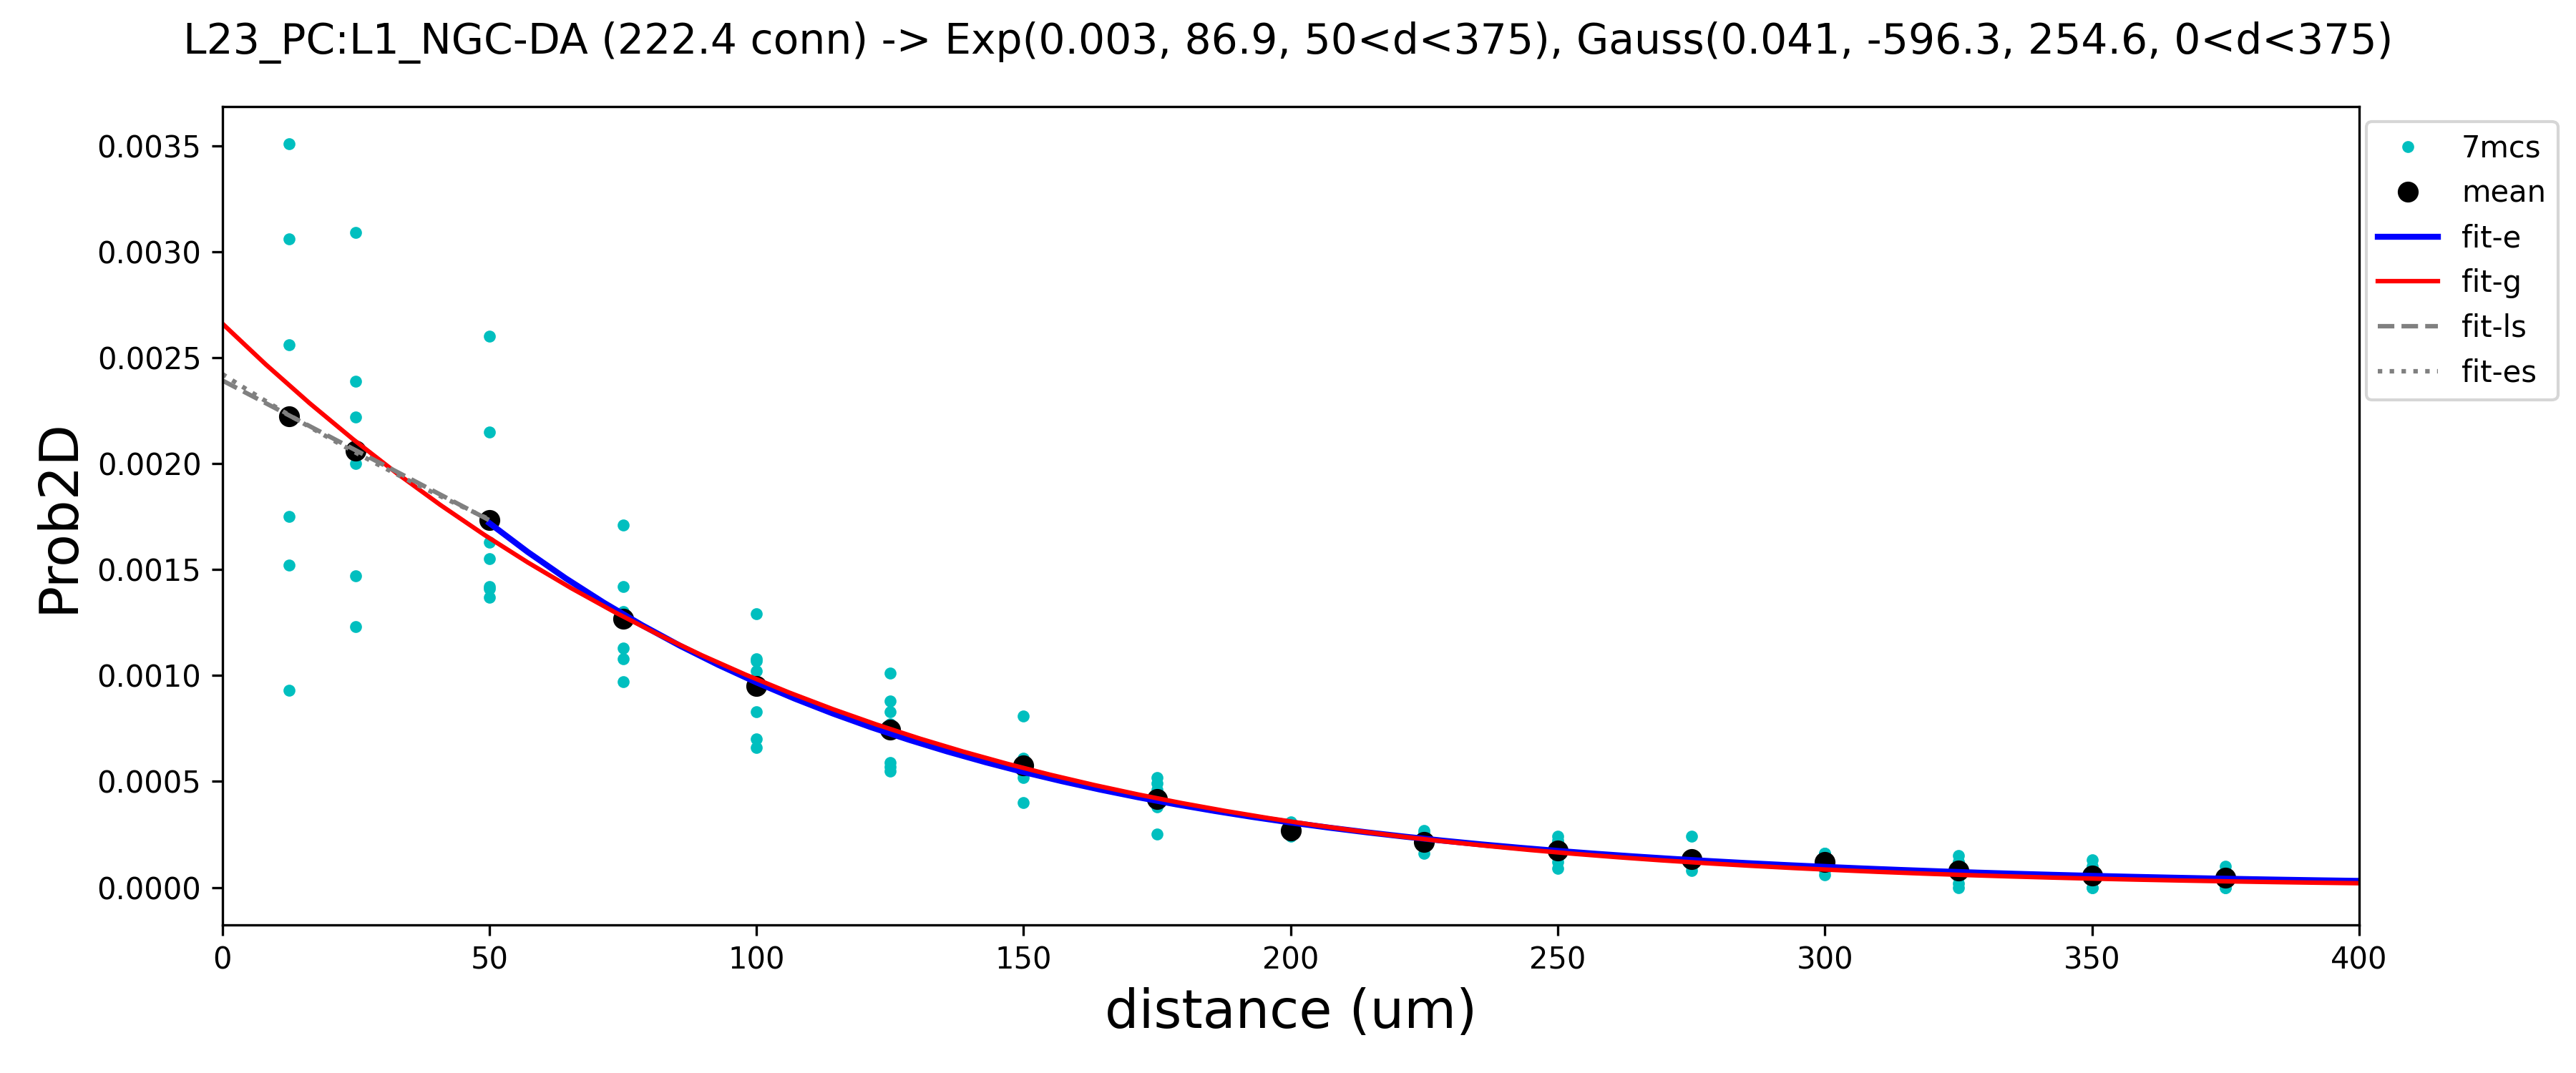 L23_PC:L1_NGC-DA (222.4 conn) -> Exp(0.003, 86.9, 50<d<375), Gauss(0.041, -596.3, 254.6, 0<d<375)
Prob2D
0.0035
0.0030
0.0025
0.0020
0.0015
0.0010
0.0005
0.0000
0 50 100 150 200 250 300 350 400
distance (um)
7mcs
mean
fit-e
fit-g
fit-ls
fit-es